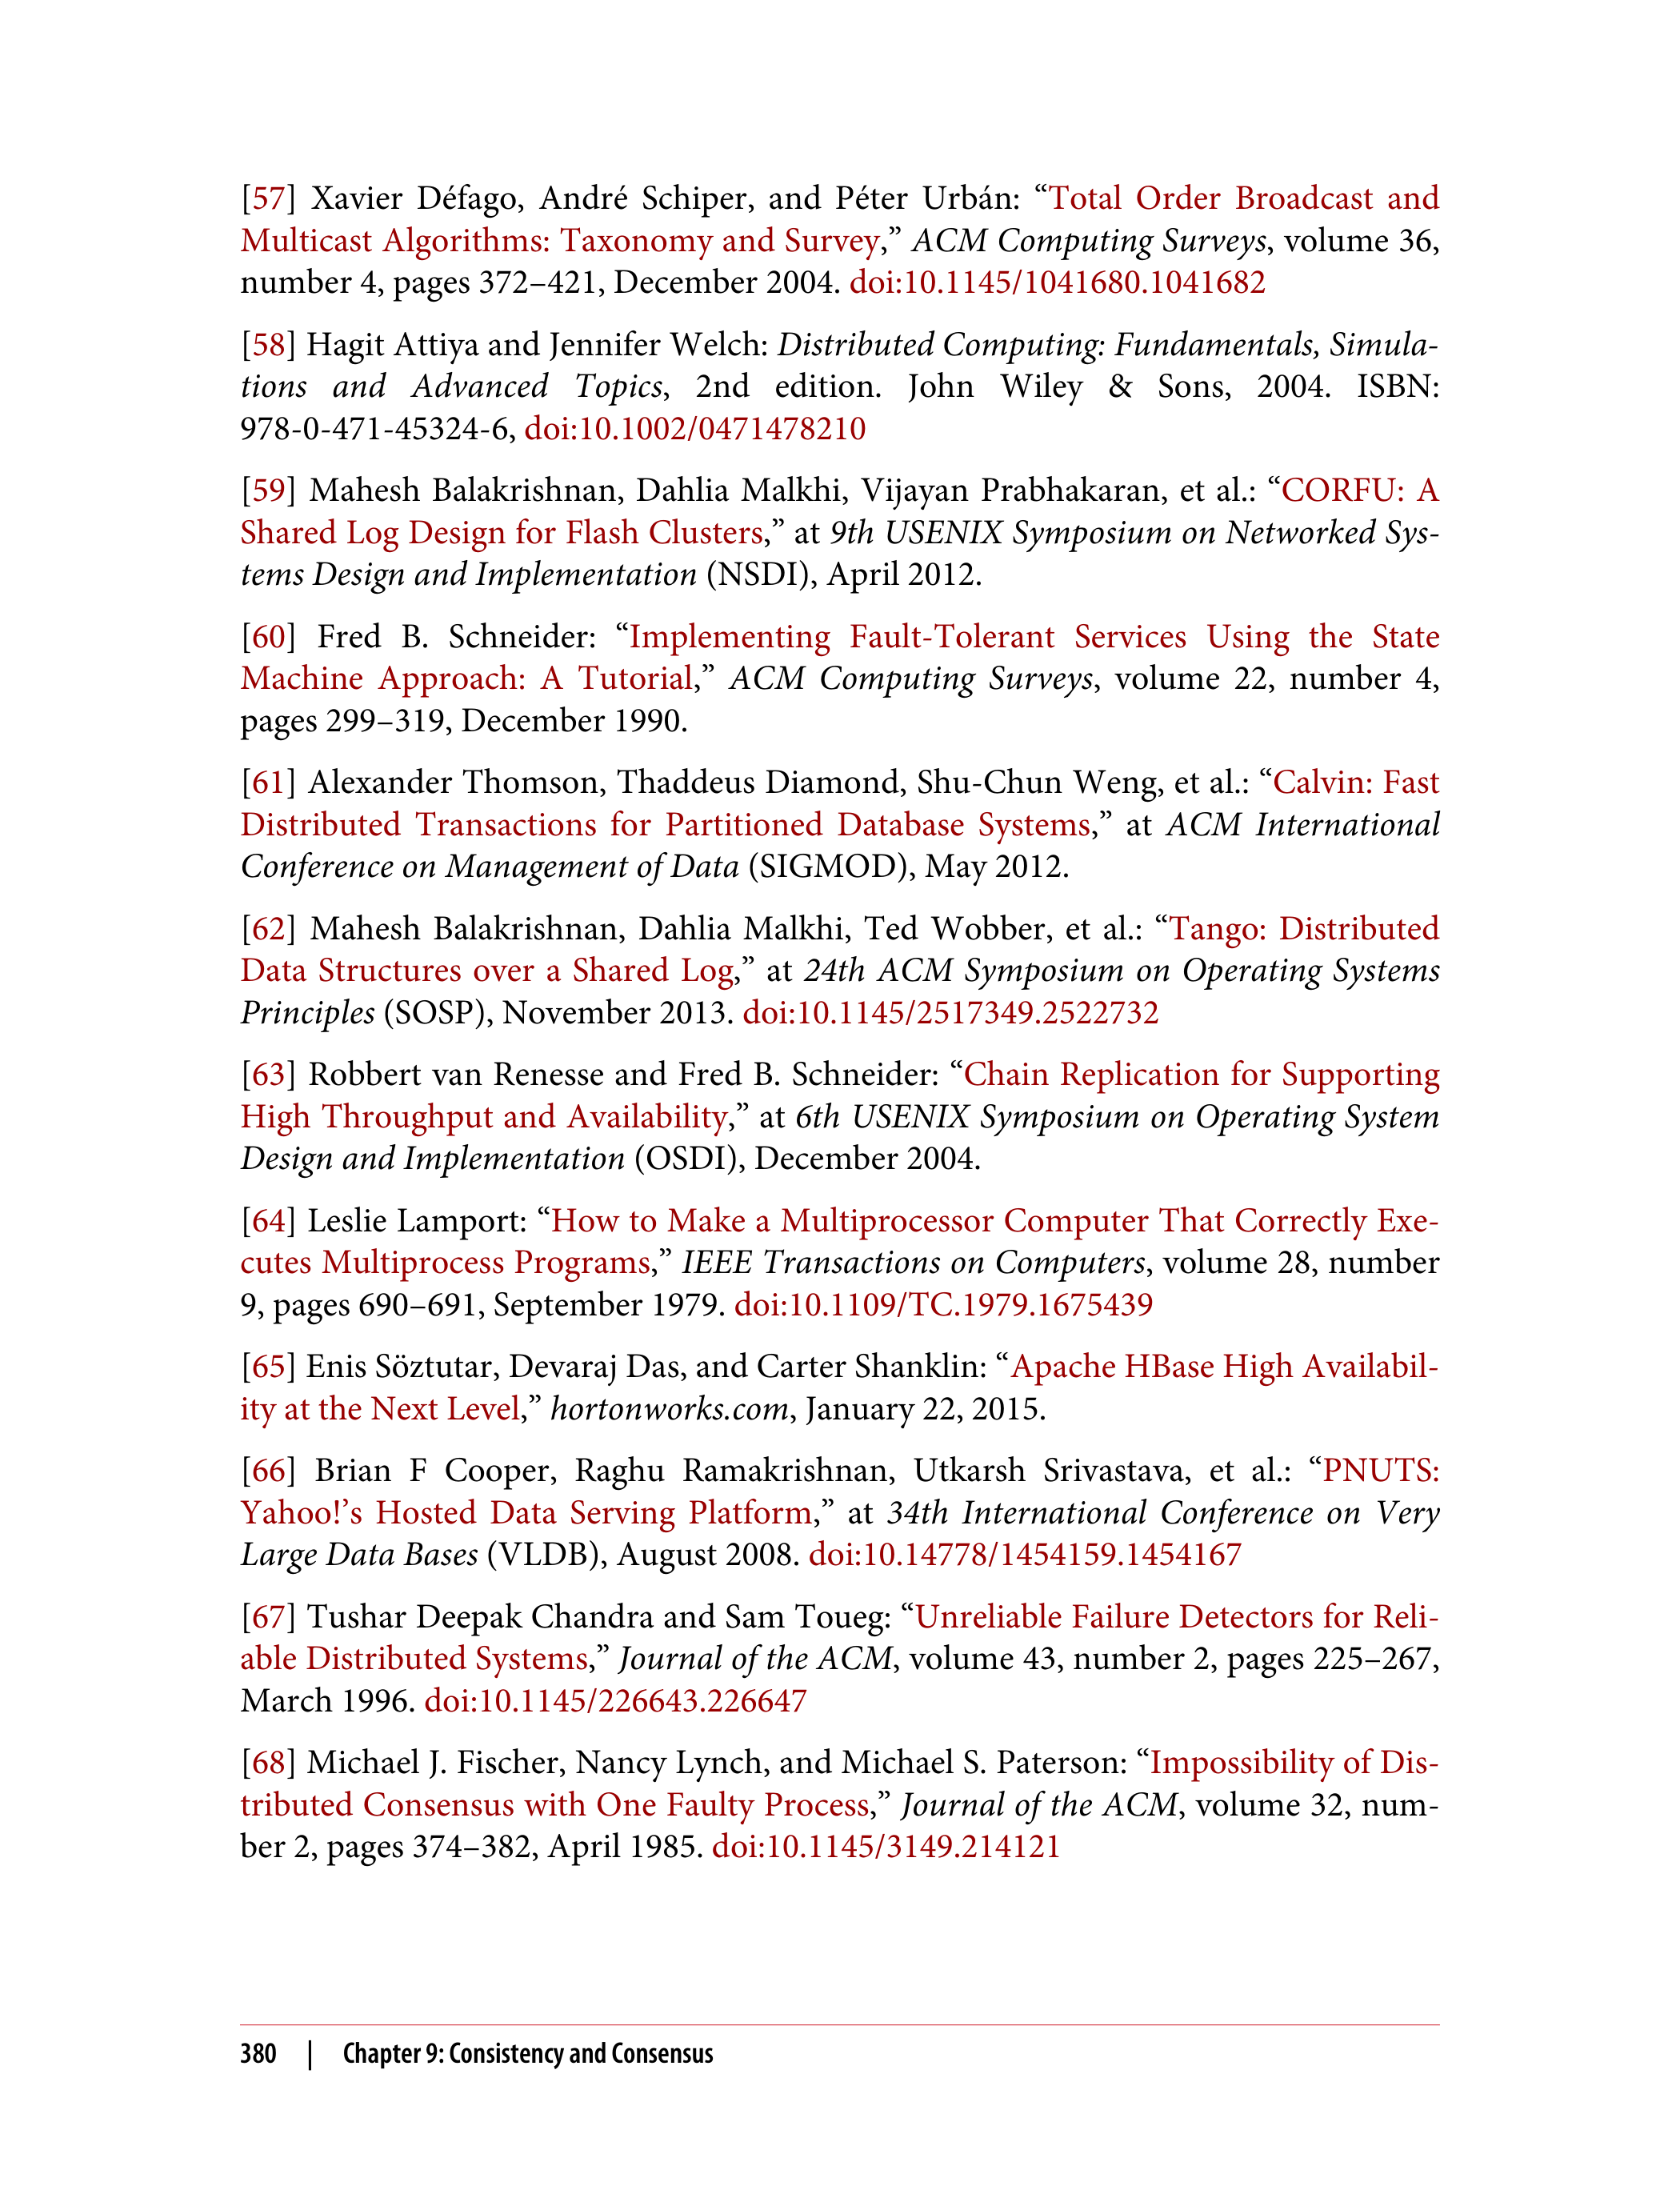 [57] Xavier Défago, André Schiper, and Péter Urbán: “Total Order Broadcast and
Multicast Algorithms: Taxonomy and Survey,” ACM Computing Surveys, volume 36,
number 4, pages 372–421, December 2004. doi:10.1145/1041680.1041682
[58] Hagit Attiya and Jennifer Welch: Distributed Computing: Fundamentals, Simula-
tions and Advanced Topics, 2nd edition. John Wiley & Sons, 2004. ISBN:
978-0-471-45324-6, doi:10.1002/0471478210
[59] Mahesh Balakrishnan, Dahlia Malkhi, Vijayan Prabhakaran, et al.: “CORFU: A
Shared Log Design for Flash Clusters,” at 9th USENIX Symposium on Networked Sys-
tems Design and Implementation (NSDI), April 2012.
[60] Fred B. Schneider: “Implementing Fault-Tolerant Services Using the State
Machine Approach: A Tutorial,” ACM Computing Surveys, volume 22, number 4,
pages 299–319, December 1990.
[61] Alexander Thomson, Thaddeus Diamond, Shu-Chun Weng, et al.: “Calvin: Fast
Distributed Transactions for Partitioned Database Systems,” at ACM International
Conference on Management of Data (SIGMOD), May 2012.
[62] Mahesh Balakrishnan, Dahlia Malkhi, Ted Wobber, et al.: “Tango: Distributed
Data Structures over a Shared Log,” at 24th ACM Symposium on Operating Systems
Principles (SOSP), November 2013. doi:10.1145/2517349.2522732
[63] Robbert van Renesse and Fred B. Schneider: “Chain Replication for Supporting
High Throughput and Availability,” at 6th USENIX Symposium on Operating System
Design and Implementation (OSDI), December 2004.
[64] Leslie Lamport: “How to Make a Multiprocessor Computer That Correctly Exe-
cutes Multiprocess Programs,” IEEE Transactions on Computers, volume 28, number
9, pages 690–691, September 1979. doi:10.1109/TC.1979.1675439
[65] Enis Söztutar, Devaraj Das, and Carter Shanklin: “Apache HBase High Availabil-
ity at the Next Level,” hortonworks.com, January 22, 2015.
[66] Brian F Cooper, Raghu Ramakrishnan, Utkarsh Srivastava, et al.: “PNUTS:
Yahoo!’s Hosted Data Serving Platform,” at 34th International Conference on Very
Large Data Bases (VLDB), August 2008. doi:10.14778/1454159.1454167
[67] Tushar Deepak Chandra and Sam Toueg: “Unreliable Failure Detectors for Reli-
able Distributed Systems,” Journal of the ACM, volume 43, number 2, pages 225–267,
March 1996. doi:10.1145/226643.226647
[68] Michael J. Fischer, Nancy Lynch, and Michael S. Paterson: “Impossibility of Dis-
tributed Consensus with One Faulty Process,” Journal of the ACM, volume 32, num-
ber 2, pages 374–382, April 1985. doi:10.1145/3149.214121
380 | Chapter 9: Consistency and Consensus